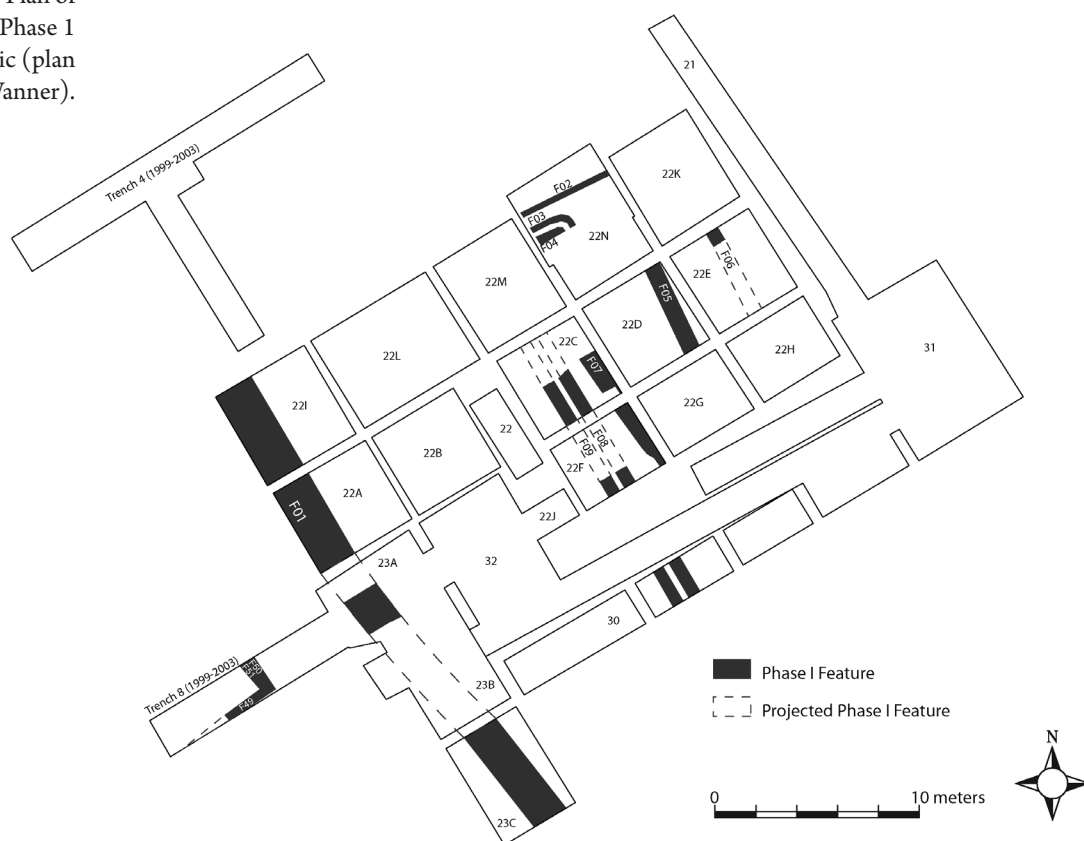 Plan of
Phase 1
ic (plan
Wanner).
21
Trench 4 (1999-2003)
22K
F02
F03
F04
22N
22E
F06
22M
F05
22D
22L
22C
22H
31
F07
22I
22
22G
22B
F08
F09
22F
22A
F01
22J
23A
32
30
Phase I Feature
Trench 8 (1999-2003)
F49
23B
Projected Phase I Feature
N
0
10 meters
23C